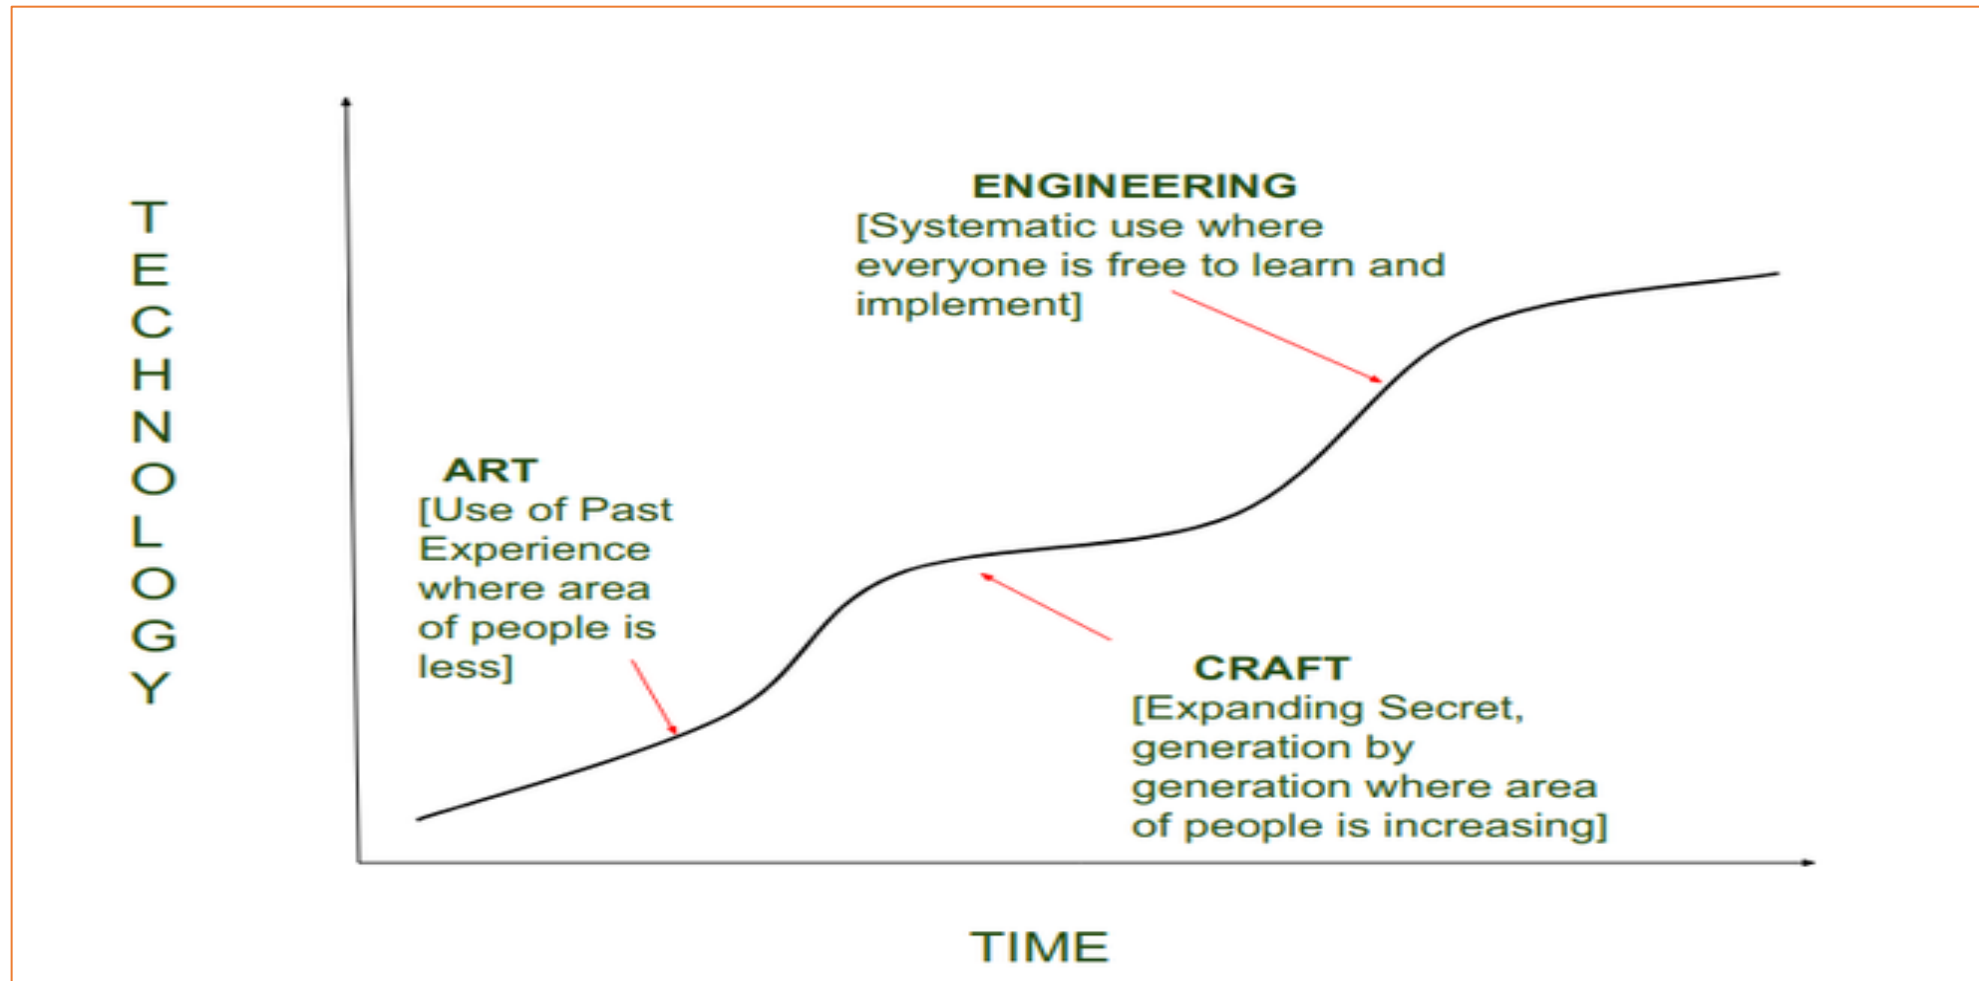 TECHNOLOGY
ENGINEERING
[Systematic use where
everyone is free to learn and
implement]
ART
[Use of Past
Experience
where area
of people is
less]
CRAFT
[Expanding Secret,
generation by
generation where area
of people is increasing]
TIME